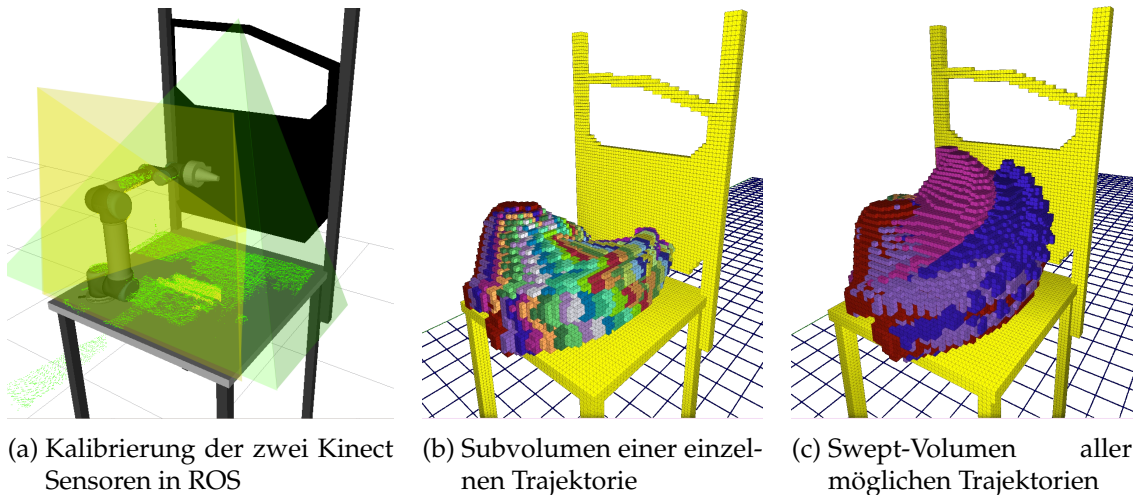 (a) Kalibrierung der zwei Kinect
Sensoren in ROS
(b) Subvolumen einer einzel-
nen Trajektorie
(c) Swept-Volumen aller
möglichen Trajektorien